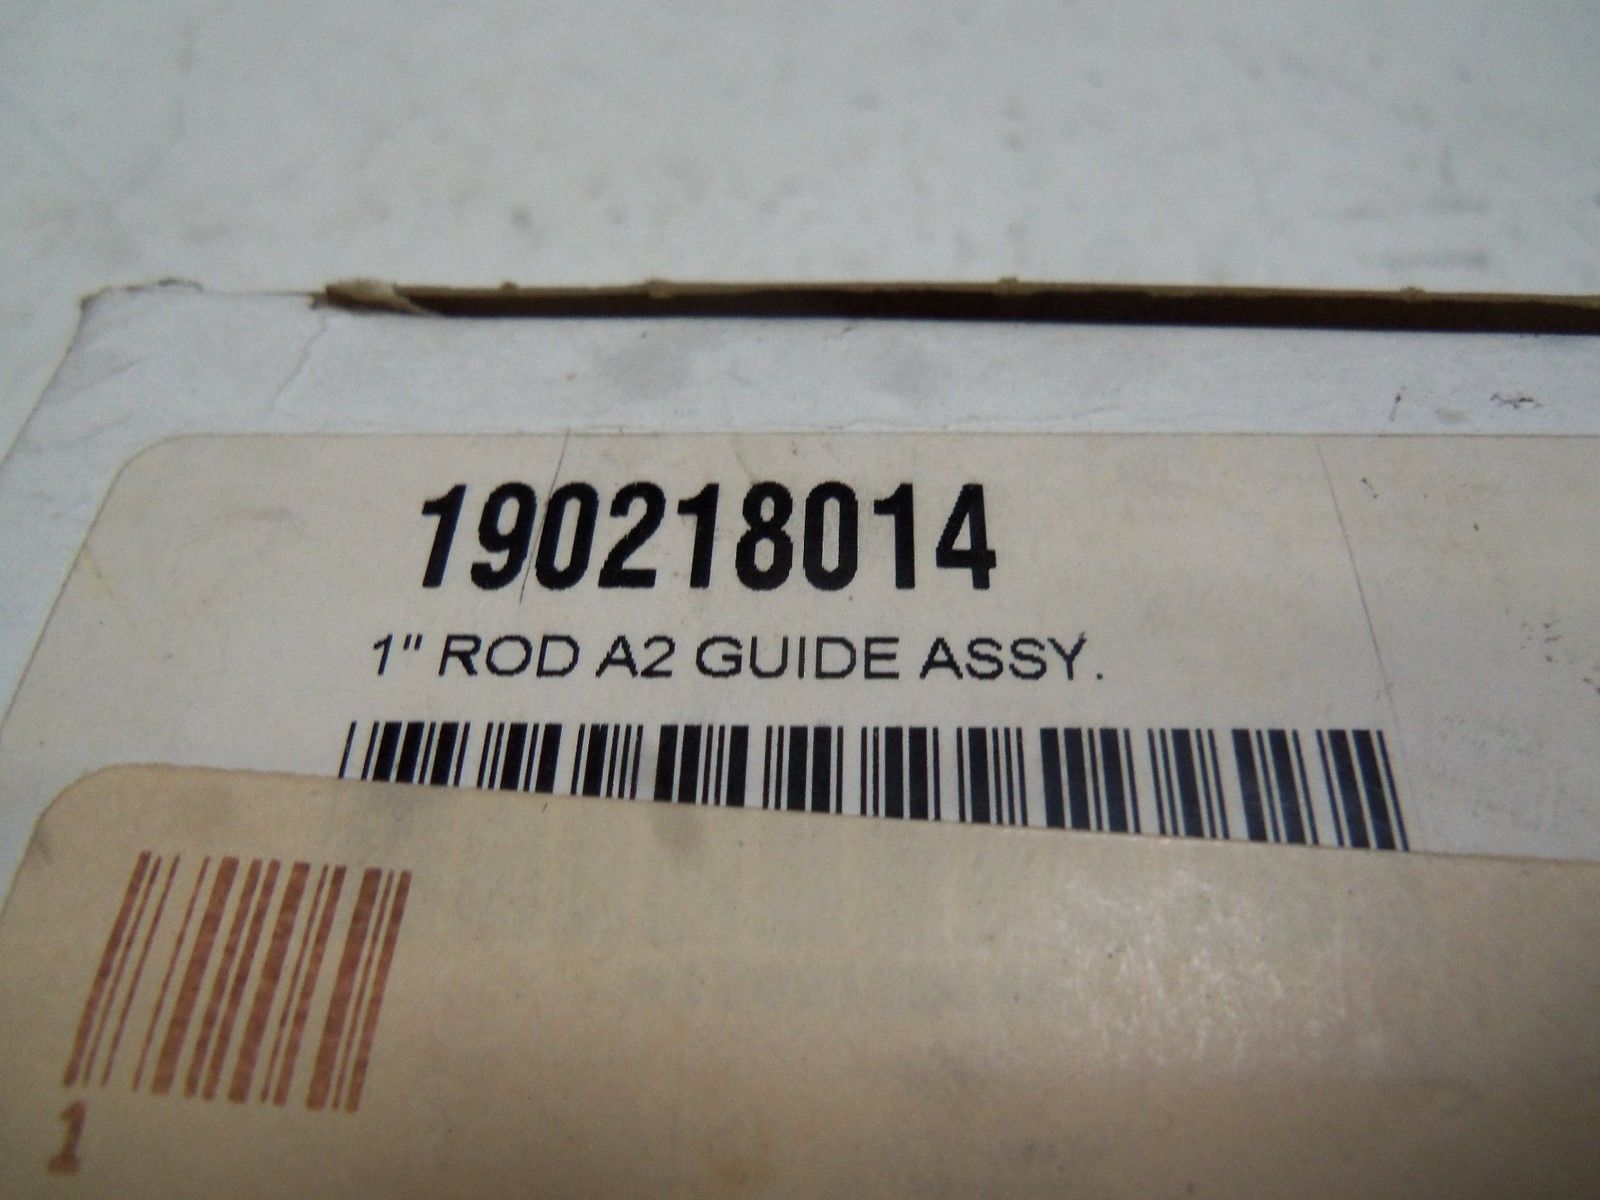 190218014
1" ROD A2 GUIDE ASSY.
1